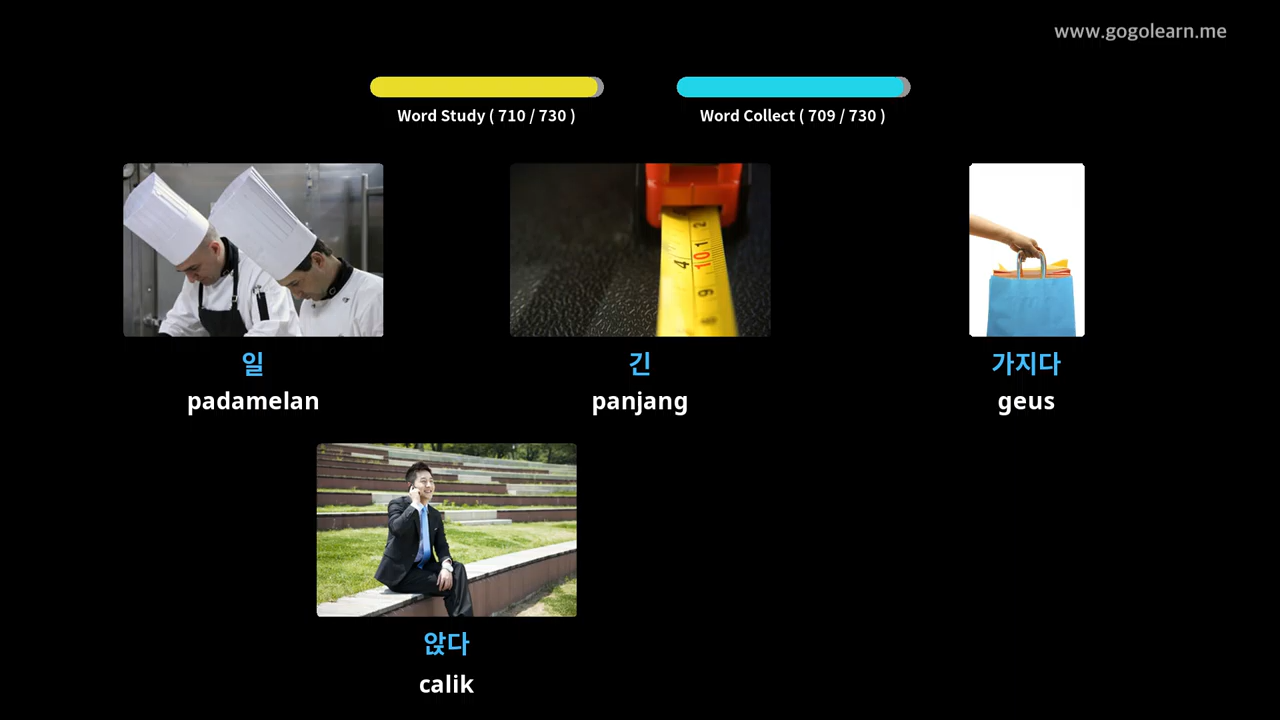 www.gogolearn.me
Word Study ( 710 / 730 )
Word Collect ( 709 / 730 )
일
padamelan
긴
panjang
가지다
geus
앉다
calik